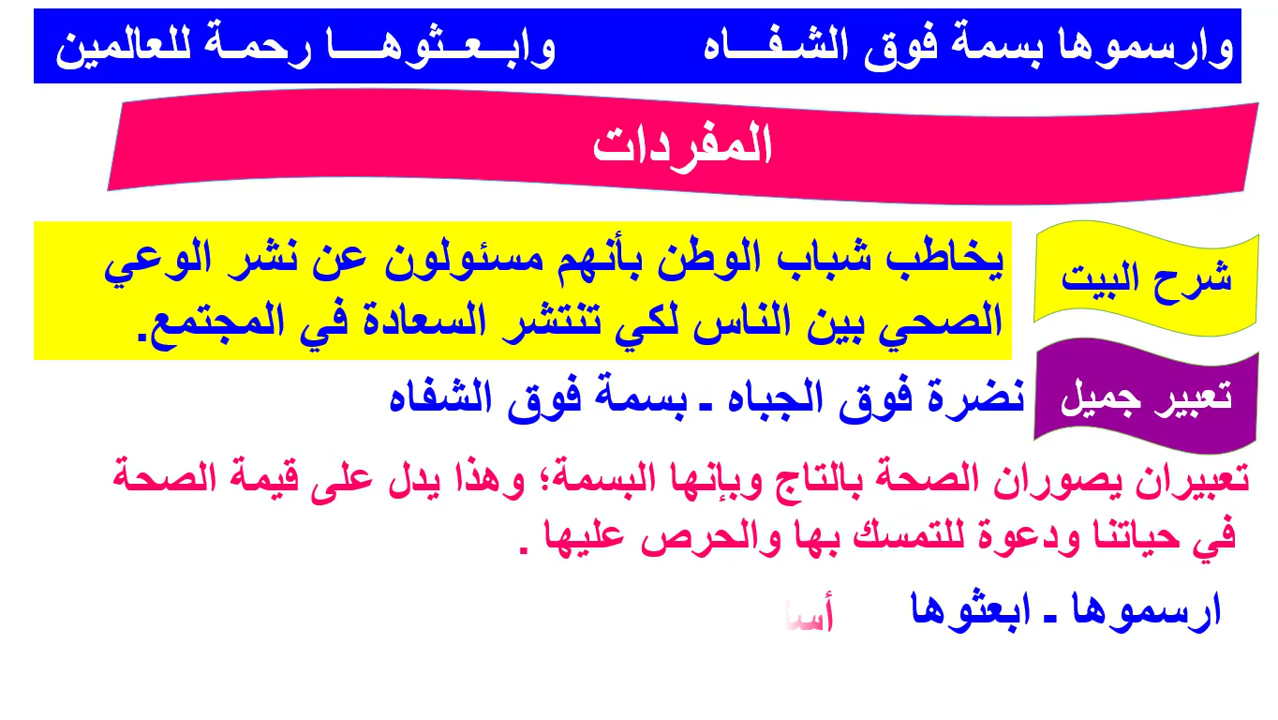 وارسموها بسمة فوق الشفـــاه وابــعــثوهـــا رحمـة للعالمين
المفردات
شرح البيت
يخاطب شباب الوطن بأنهم مسئولون عن نشر الوعي
الصحي بين الناس لكي تنتشر السعادة في المجتمع.
تعبير جميل
نضرة فوق الجباه ـ بسمة فوق الشفاه
تعبيران يصوران الصحة بالتاج وبإنها البسمة؛ وهذا يدل على قيمة الصحة
في حياتنا ودعوة للتمسك بها والحرص عليها .
ارسموها ـ ابعثوها